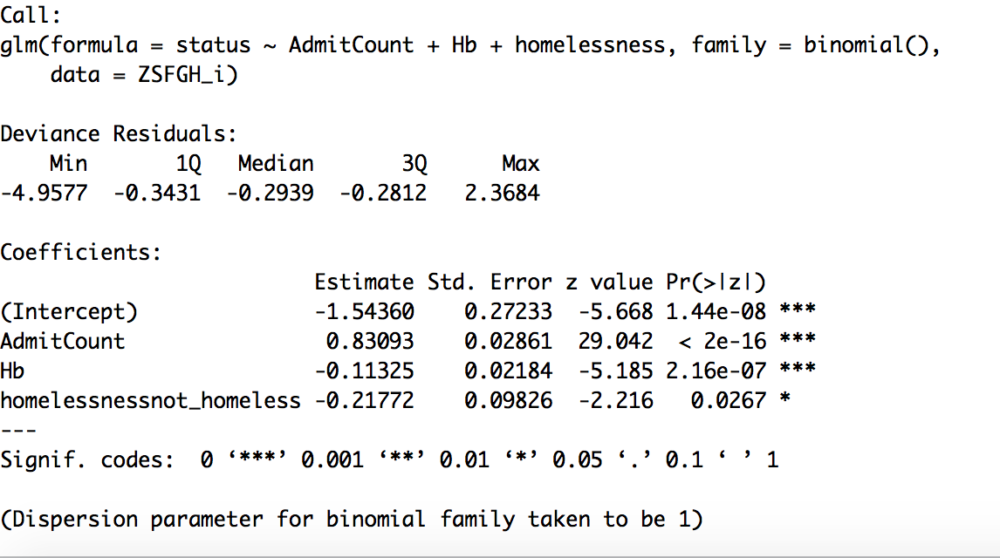 Call:
glm(formula = status ~ AdmitCount + Hb + homelessness, family = binomial(),
    data = ZSFGH_i)
Deviance Residuals:
    Min       1Q   Median       3Q      Max
-4.9577  -0.3431  -0.2939  -0.2812   2.3684
Coefficients:
                         Estimate Std. Error z value Pr(>|z|)
(Intercept)              -1.54360    0.27233  -5.668 1.44e-08 ***
AdmitCount                0.83093    0.02861  29.042  < 2e-16 ***
Hb                       -0.11325    0.02184  -5.185 2.16e-07 ***
homelessnessnot_homeless -0.21772    0.09826  -2.216   0.0267 *
---
Signif. codes:  0 ‘***’ 0.001 ‘**’ 0.01 ‘*’ 0.05 ‘.’ 0.1 ‘ ’ 1
(Dispersion parameter for binomial family taken to be 1)